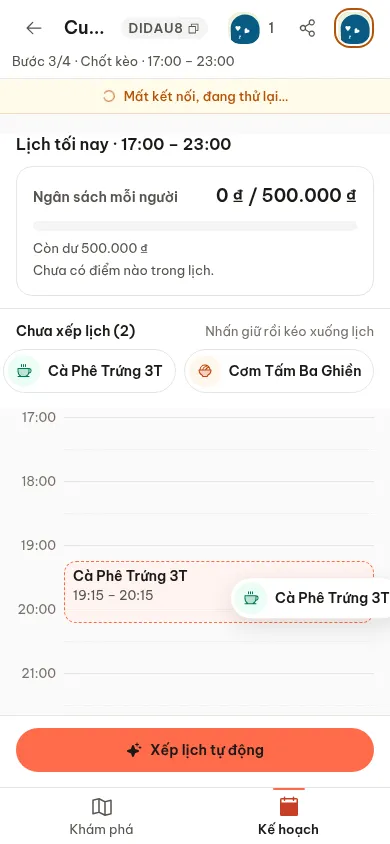 Cu...
DIDAU8
1
Bước 3/4 · Chốt kèo · 17:00 – 23:00
Mất kết nối, đang thử lại...
Lịch tối nay · 17:00 – 23:00
Ngân sách mỗi người
0 ₫ / 500.000 ₫
Còn dư 500.000 ₫
Chưa có điểm nào trong lịch.
Chưa xếp lịch (2)
Nhấn giữ rồi kéo xuống lịch
Cà Phê Trứng 3T
Cơm Tấm Ba Ghiền
17:00
18:00
19:00
Cà Phê Trứng 3T
19:15 – 20:15
Cà Phê Trứng 3T
20:00
21:00
Xếp lịch tự động
Khám phá
Kế hoạch